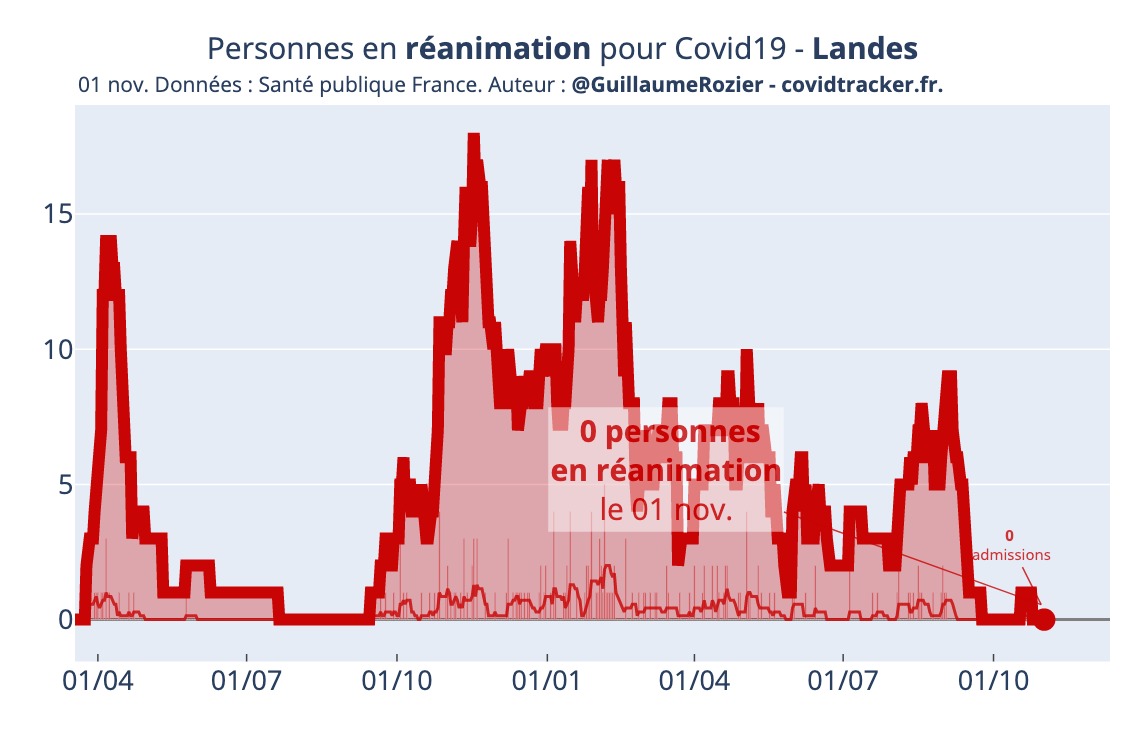 Personnes en réanimation pour Covid19 - Landes
01 nov. Données : Santé publique France. Auteur : @GuillaumeRozier - covidtracker.fr.
15
10
5
0
0 personnes
en réanimation
le 01 nov.
0
admissions
01/04 01/07 01/10 01/01 01/04 01/07 01/10